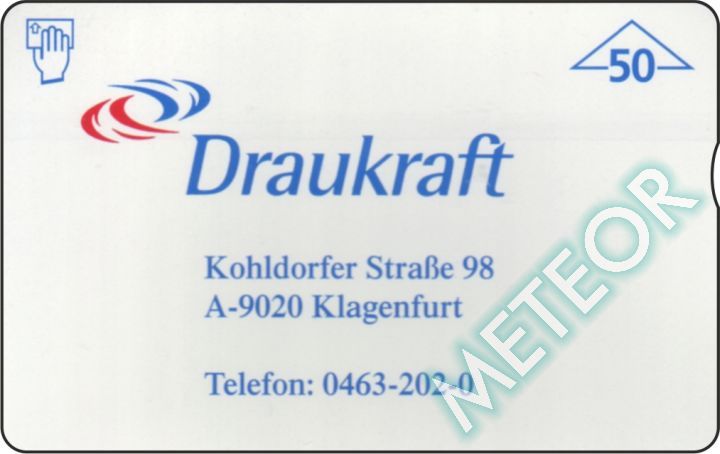 50
Draukraft
Kohldorfer Straße 98
A-9020 Klagenfurt
Telefon: 0463-202-0
METEOR